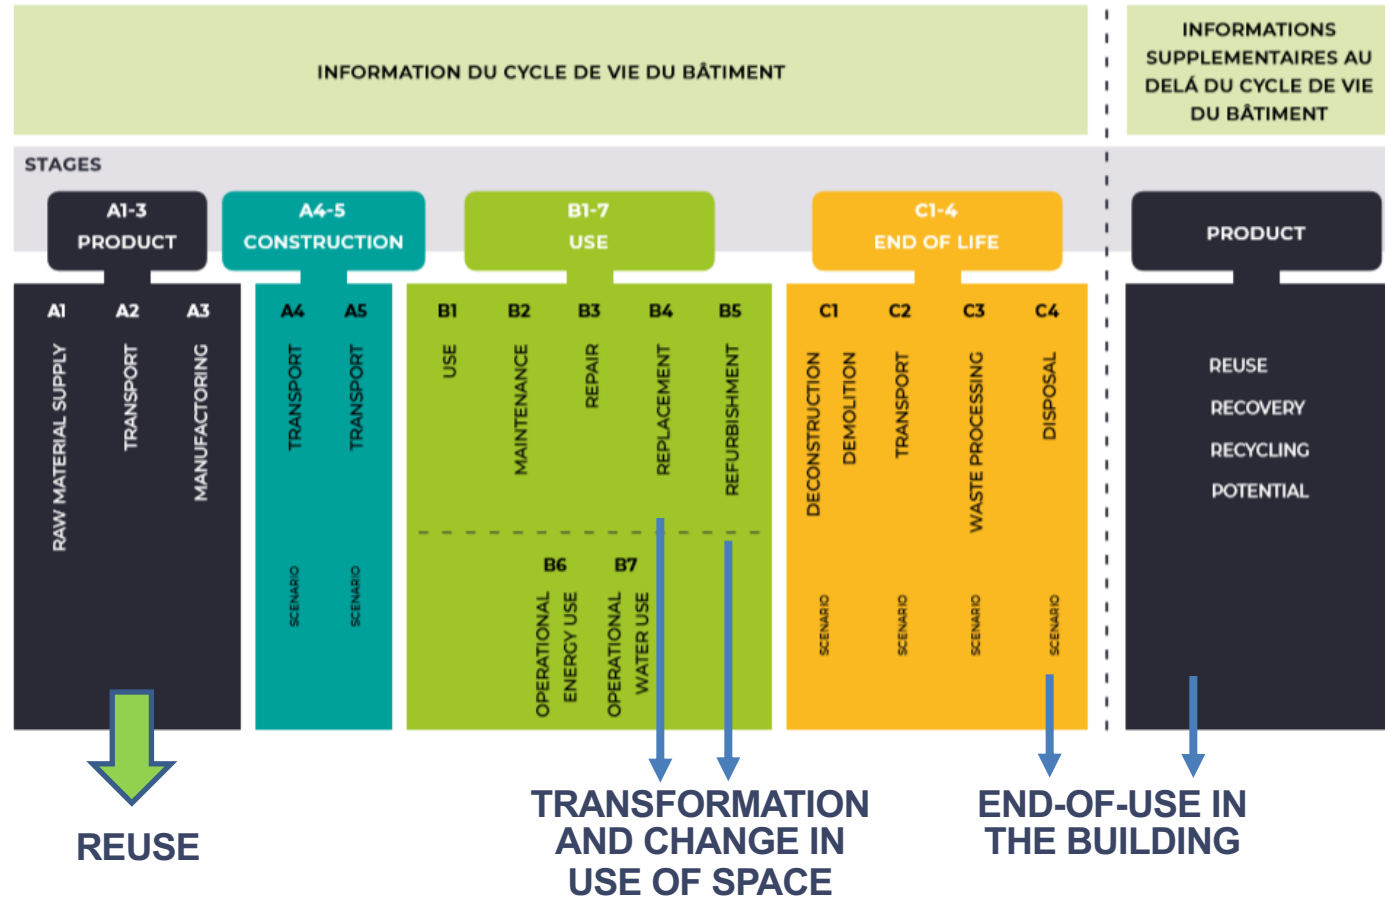 INFORMATION DU CYCLE DE VIE DU BÂTIMENT
INFORMATIONS
SUPPLEMENTAIRES AU
DELÁ DU CYCLE DE VIE
DU BÂTIMENT
STAGES
A1-3
PRODUCT
A4-5
CONSTRUCTION
B1-7
USE
C1-4
END OF LIFE
PRODUCT
A1
RAW MATERIAL SUPPLY
A2
TRANSPORT
A3
MANUFACTORING
A4
TRANSPORT
SCENARIO
A5
TRANSPORT
SCENARIO
B1
USE
B2
MAINTENANCE
B3
REPAIR
B4
REPLACEMENT
B5
REFURBISHMENT
B6
OPERATIONAL
ENERGY USE
B7
OPERATIONAL
WATER USE
C1
DECONSTRUCTION
DEMOLITION
SCENARIO
C2
TRANSPORT
SCENARIO
C3
WASTE PROCESSING
SCENARIO
C4
DISPOSAL
SCENARIO
REUSE
RECOVERY
RECYCLING
POTENTIAL
REUSE
TRANSFORMATION
AND CHANGE IN
USE OF SPACE
END-OF-USE IN
THE BUILDING